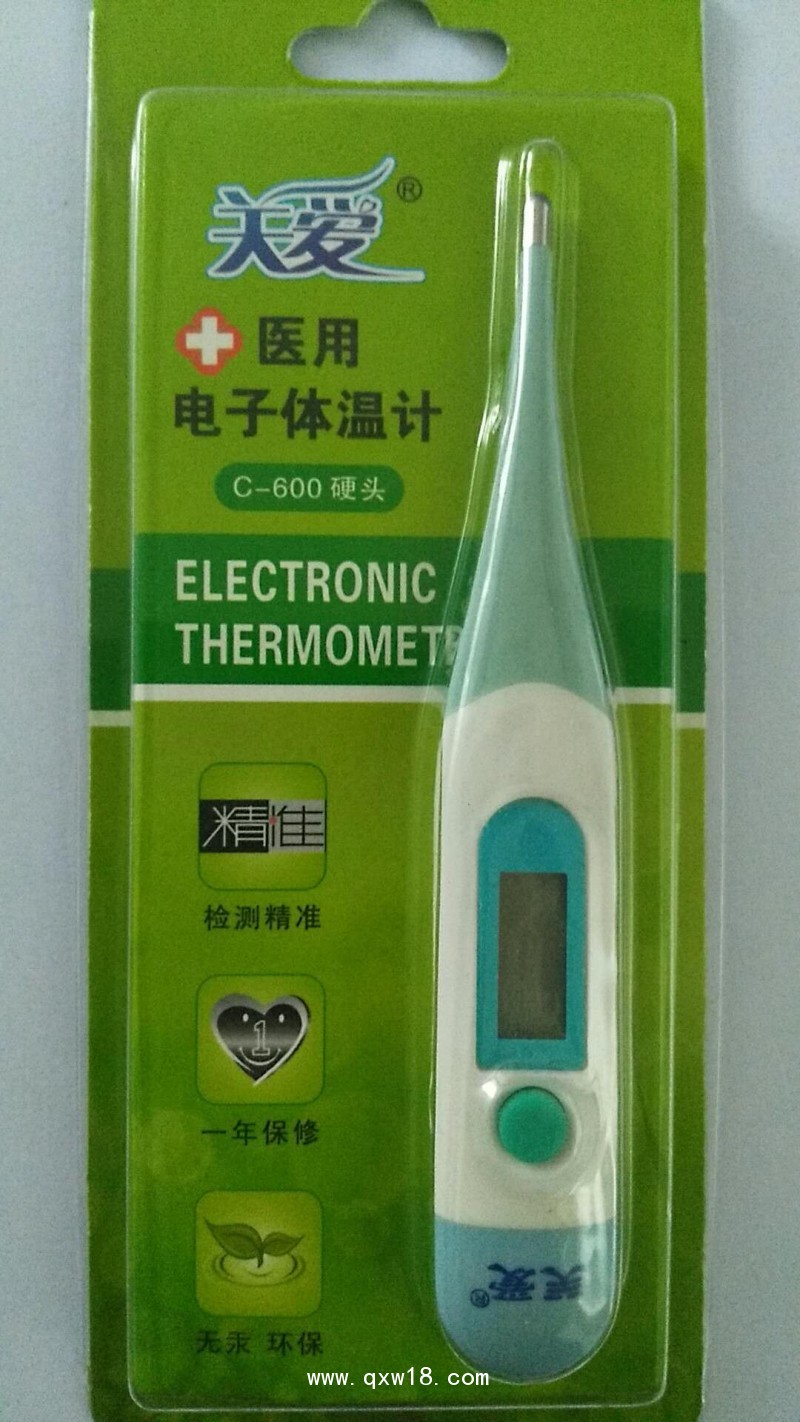 关爱®
医用
电子体温计
C-600 硬头
ELECTRONIC
THERMOMET
精准
检测精准
1
一年保修
无汞 环保
关爱®
www.qxw18.com